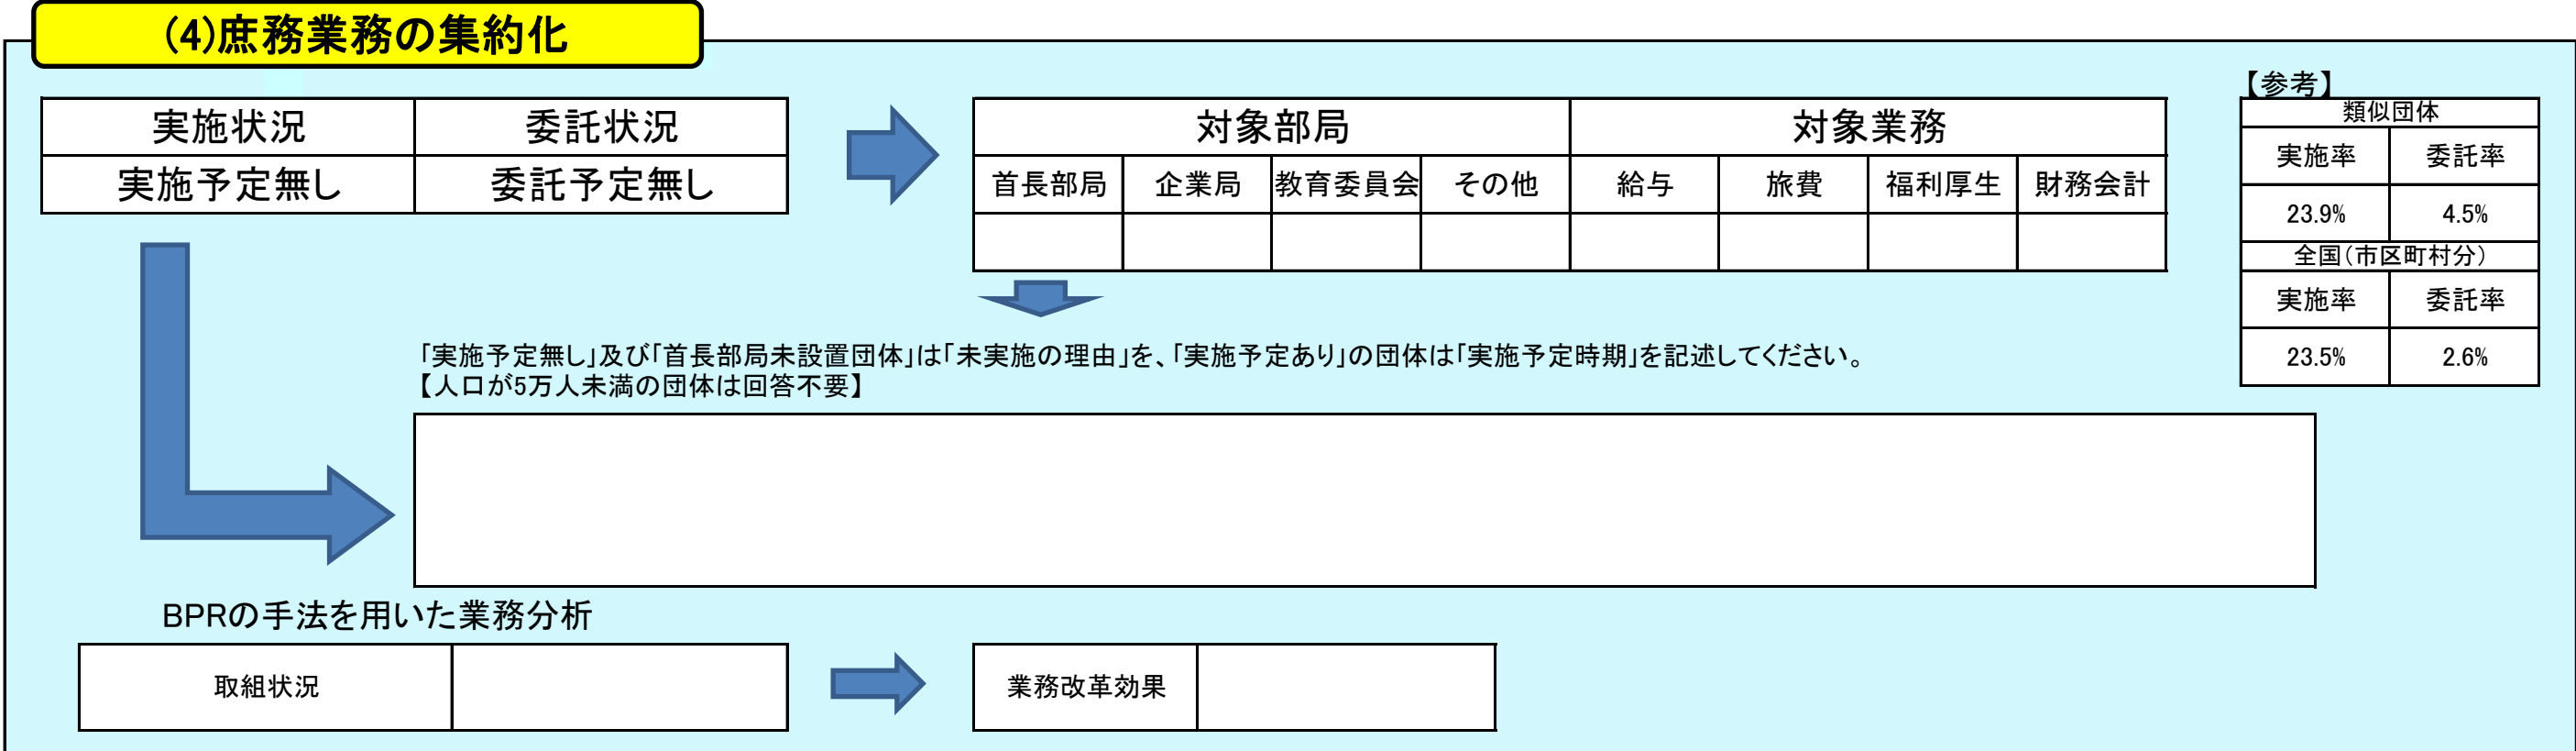 (4)庶務業務の集約化
実施状況 委託状況
実施予定無し 委託予定無し
対象部局 対象業務
首長部局 企業局 教育委員会 その他 給与 旅費 福利厚生 財務会計
【参考】
類似団体
実施率 委託率
23.9% 4.5%
全国(市区町村分)
実施率 委託率
23.5% 2.6%
「実施予定無し」及び「首長部局未設置団体」は「未実施の理由」を、「実施予定あり」の団体は「実施予定時期」を記述してください。
【人口が5万人未満の団体は回答不要】
BPRの手法を用いた業務分析
取組状況
業務改革効果